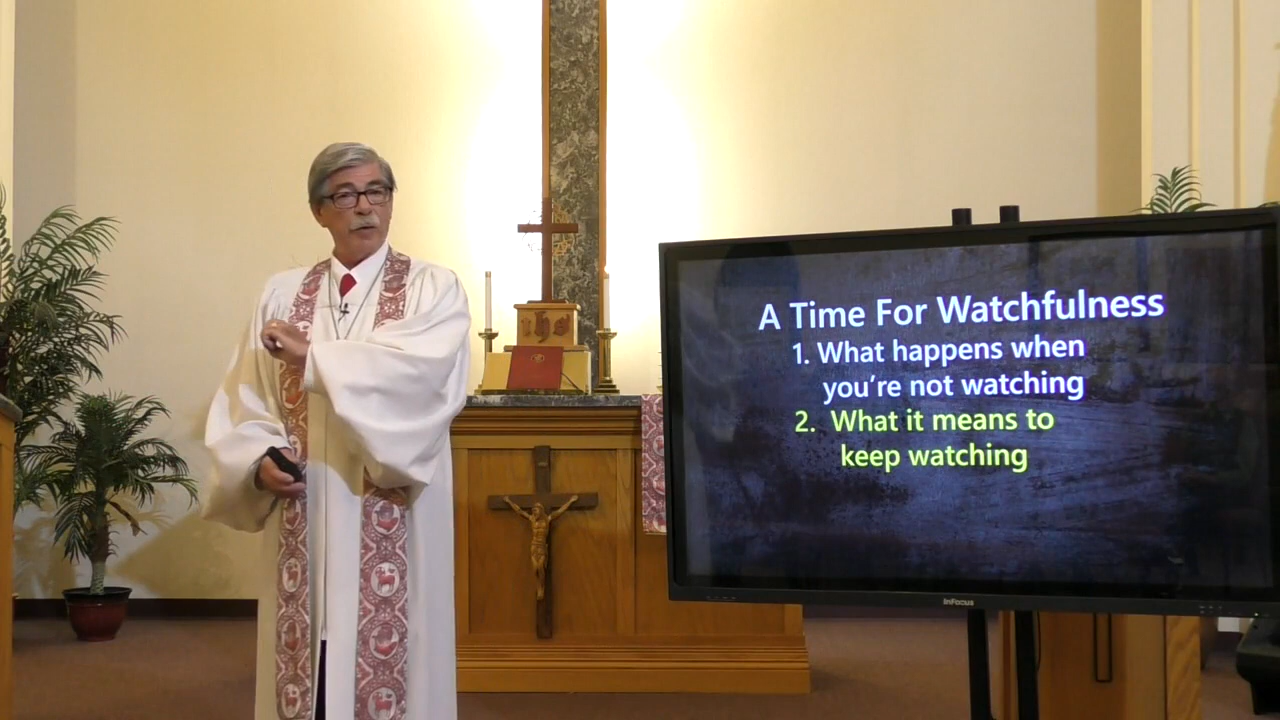 ihs
A Time For Watchfulness
1. What happens when
you're not watching
2. What it means to
keep watching
InFocus